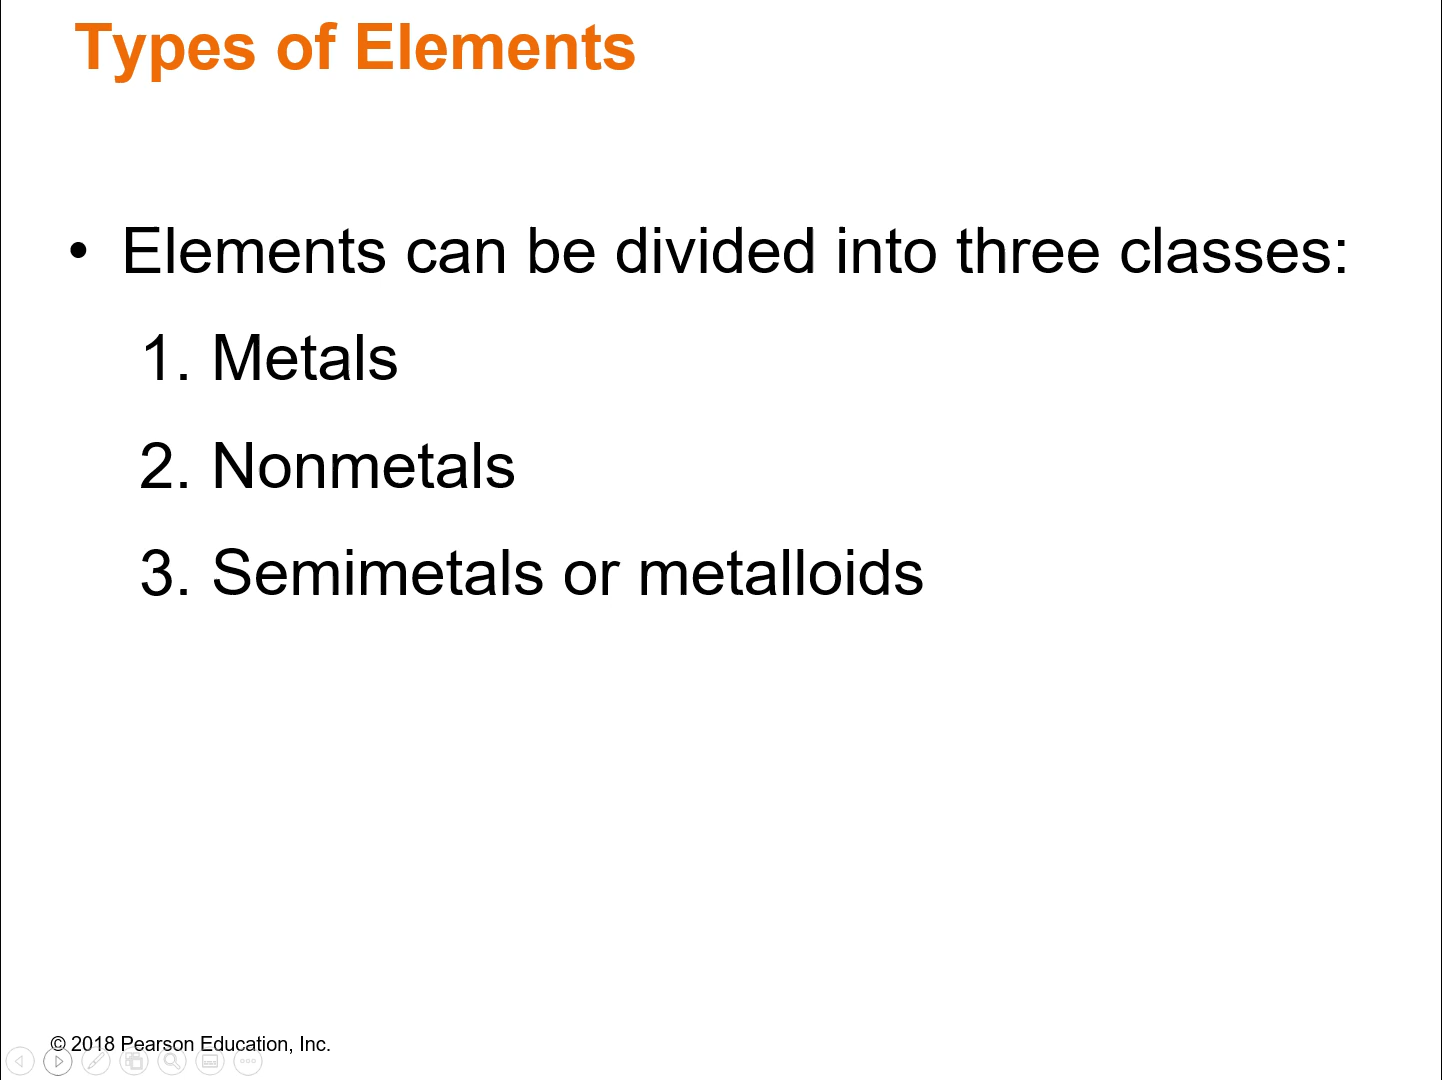 Types of Elements
• Elements can be divided into three classes:
1. Metals
2. Nonmetals
3. Semimetals or metalloids
© 2018 Pearson Education, Inc.